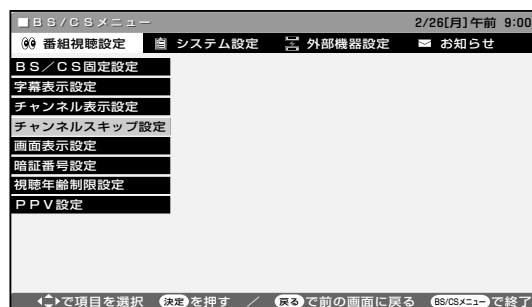 ■BS/CSメニュー 2/26[月]午前 9:00
番組視聴設定 システム設定 外部機器設定 お知らせ
BS／CS固定設定
字幕表示設定
チャンネル表示設定
チャンネルスキップ設定
画面表示設定
暗証番号設定
視聴年齢制限設定
PPV設定
で項目を選択 決定を押す ／ 戻るで前の画面に戻る BS/CSメニューで終了